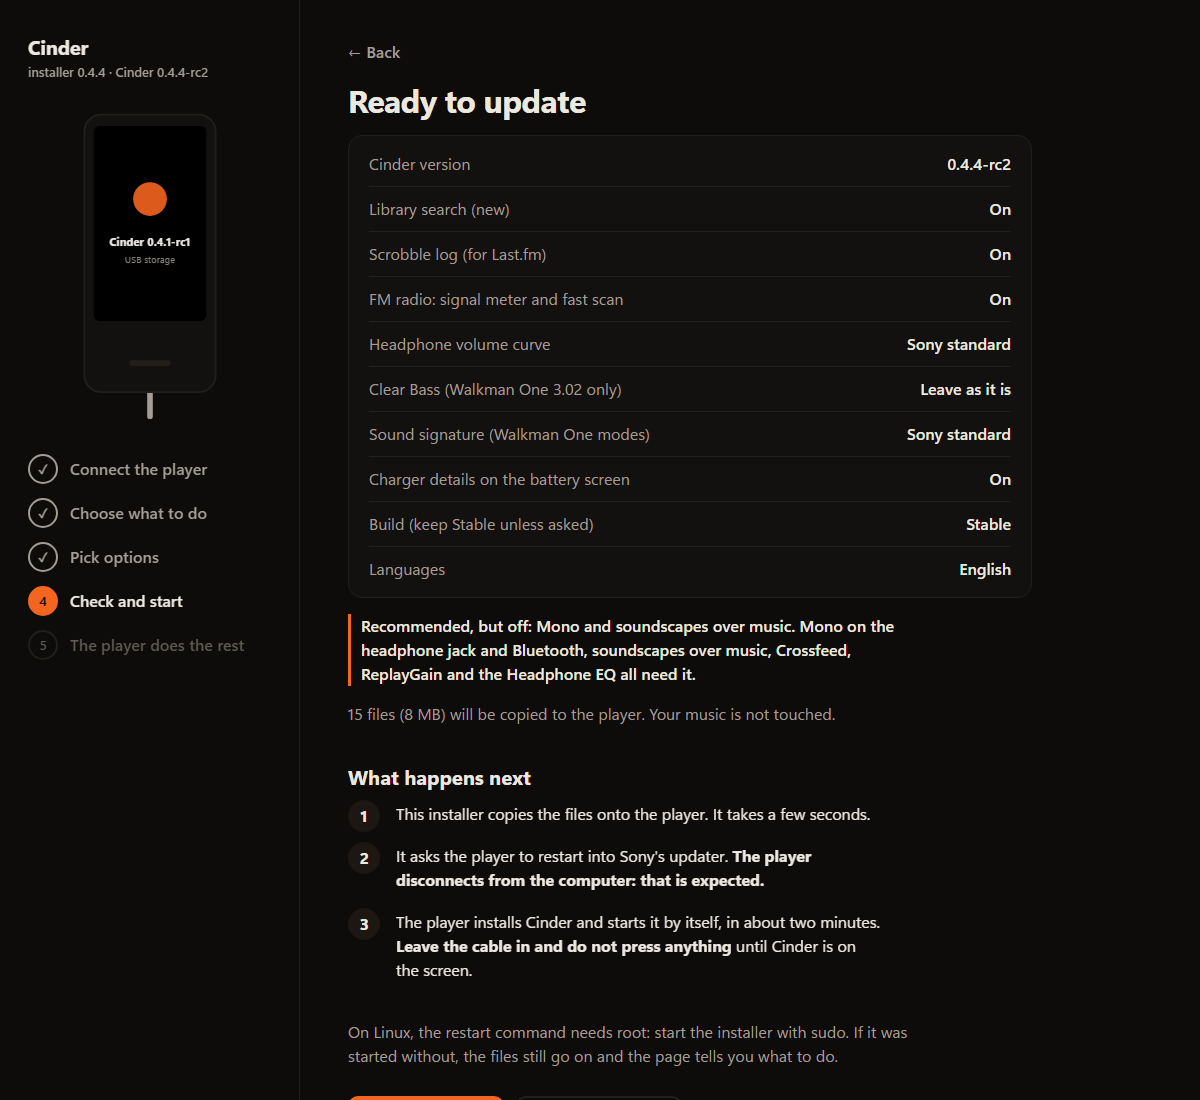 Cinder
installer 0.4.4 · Cinder 0.4.4-rc2
Cinder 0.4.1-rc1
USB storage
✓ Connect the player
✓ Choose what to do
✓ Pick options
4 Check and start
5 The player does the rest
← Back
Ready to update
Cinder version 0.4.4-rc2
Library search (new) On
Scrobble log (for Last.fm) On
FM radio: signal meter and fast scan On
Headphone volume curve Sony standard
Clear Bass (Walkman One 3.02 only) Leave as it is
Sound signature (Walkman One modes) Sony standard
Charger details on the battery screen On
Build (keep Stable unless asked) Stable
Languages English
Recommended, but off: Mono and soundscapes over music. Mono on the
headphone jack and Bluetooth, soundscapes over music, Crossfeed,
ReplayGain and the Headphone EQ all need it.
15 files (8 MB) will be copied to the player. Your music is not touched.
What happens next
1 This installer copies the files onto the player. It takes a few seconds.
2 It asks the player to restart into Sony's updater. The player
disconnects from the computer: that is expected.
3 The player installs Cinder and starts it by itself, in about two minutes.
Leave the cable in and do not press anything until Cinder is on
the screen.
On Linux, the restart command needs root: start the installer with sudo. If it was
started without, the files still go on and the page tells you what to do.